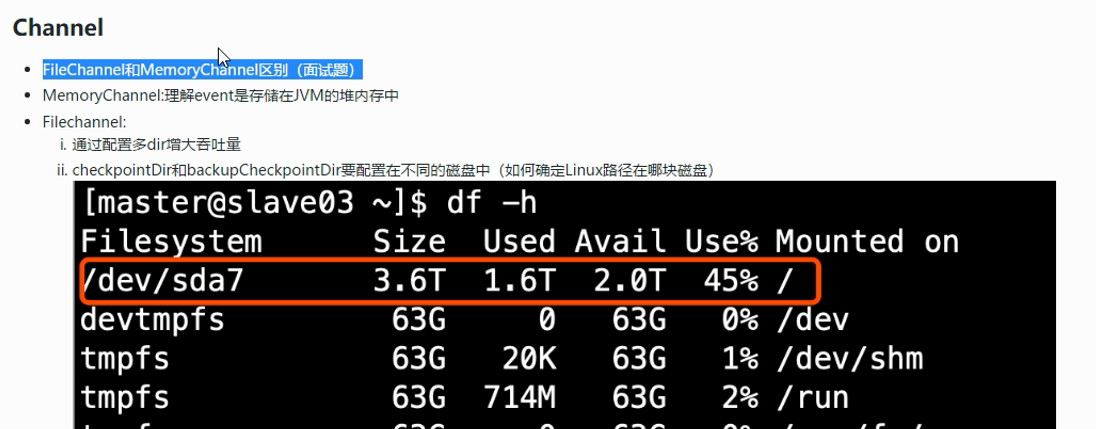 Channel
FileChannel和MemoryChannel区别（面试题）
MemoryChannel:理解event是存储在JVM的堆内存中
Filechannel:
i. 通过配置多dir增大吞吐量
ii. checkpointDir和backupCheckpointDir要配置在不同的磁盘中（如何确定Linux路径在哪块磁盘）
[master@slave03 ~]$ df -h
Filesystem Size Used Avail Use% Mounted on
/dev/sda7 3.6T 1.6T 2.0T 45% /
devtmpfs 63G 0 63G 0% /dev
tmpfs 63G 20K 63G 1% /dev/shm
tmpfs 63G 714M 63G 2% /run